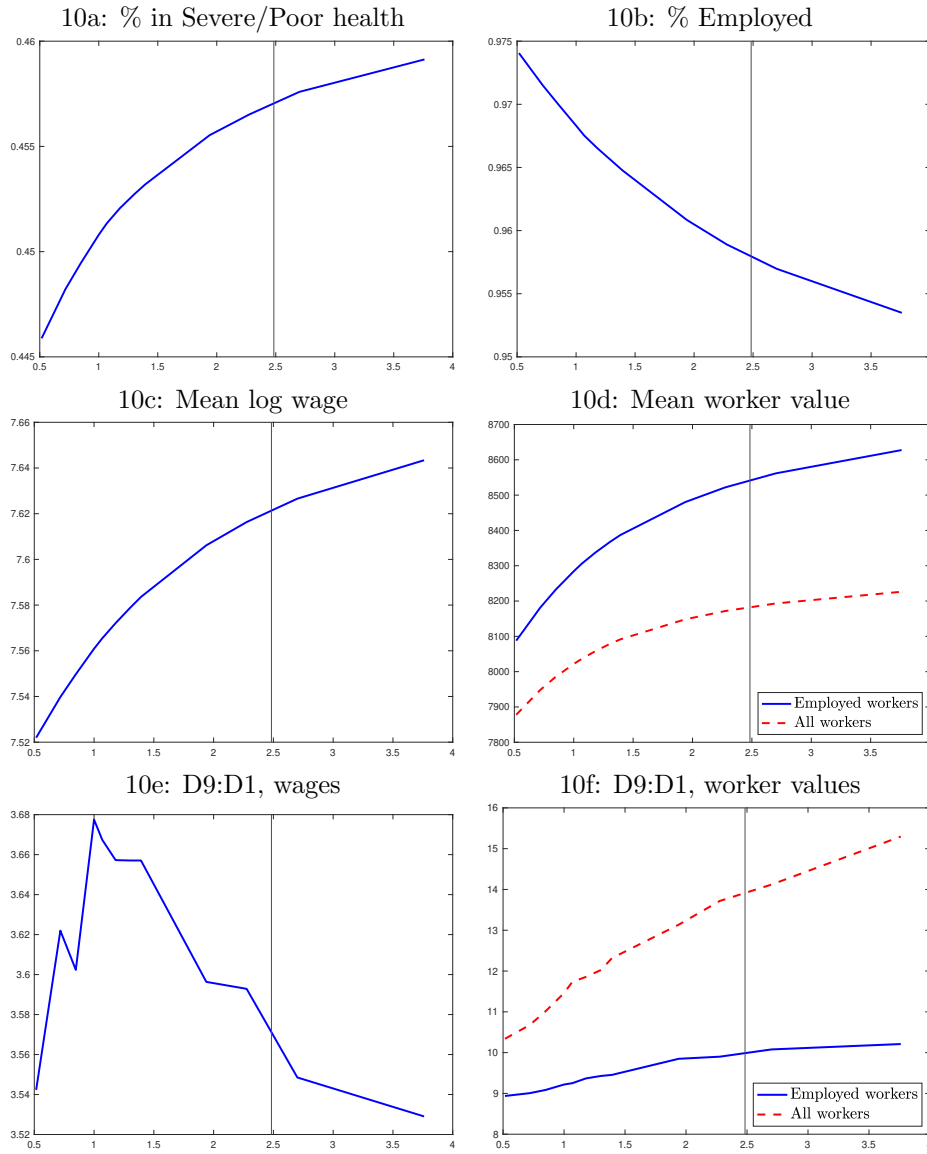 10a: % in Severe/Poor health
0.46
0.455
0.45
0.445
0.5 1 1.5 2 2.5 3 3.5 4
10b: % Employed
0.975
0.97
0.965
0.96
0.955
0.95
0.5 1 1.5 2 2.5 3 3.5 4
10c: Mean log wage
7.66
7.64
7.62
7.6
7.58
7.56
7.54
7.52
0.5 1 1.5 2 2.5 3 3.5 4
10d: Mean worker value
8700
8600
8500
8400
8300
8200
8100
8000
7900
7800
0.5 1 1.5 2 2.5 3 3.5
Employed workers
All workers
10e: D9:D1, wages
3.68
3.66
3.64
3.62
3.6
3.58
3.56
3.54
3.52
0.5 1 1.5 2 2.5 3 3.5 4
10f: D9:D1, worker values
16
15
14
13
12
11
10
9
8
0.5 1 1.5 2 2.5 3 3.5
Employed workers
All workers